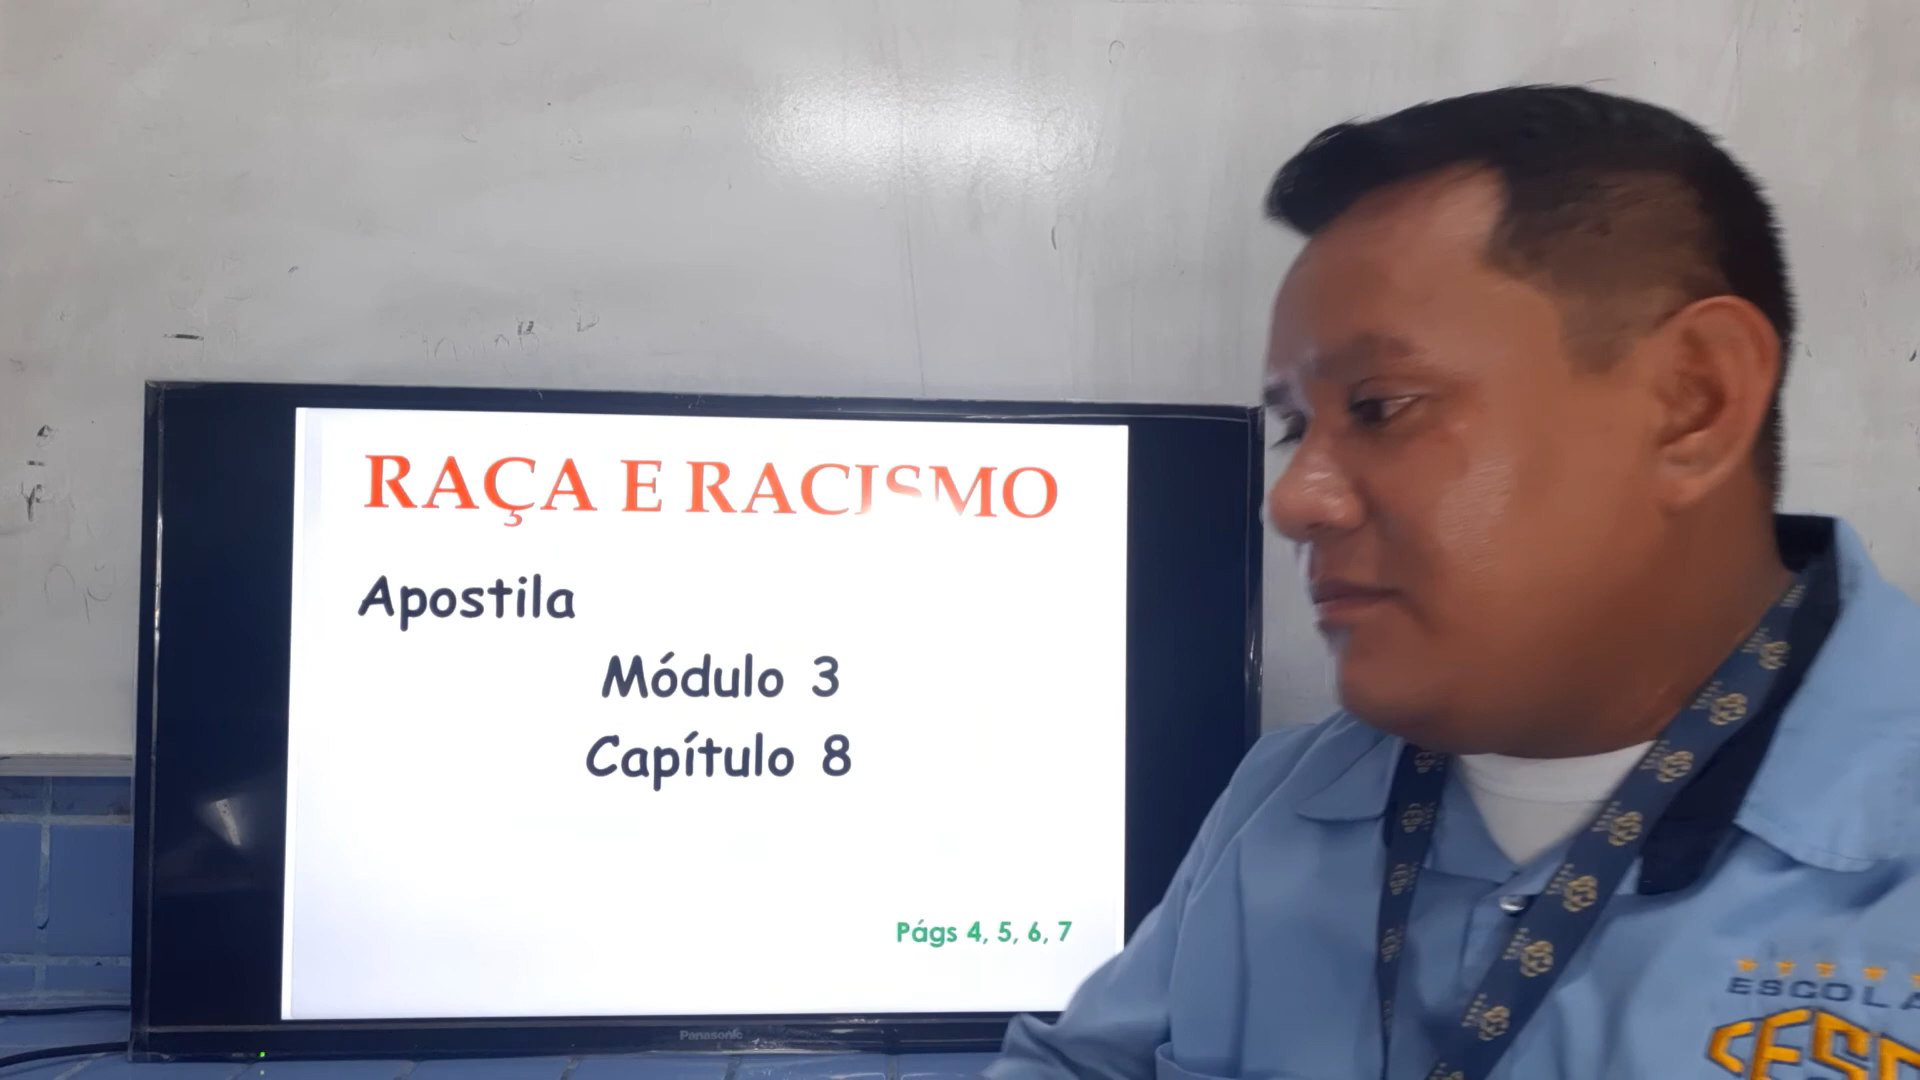 RAÇA E RACISMO
Apostila
Módulo 3
Capítulo 8
Págs 4, 5, 6, 7
Panasonic
ESCOLA